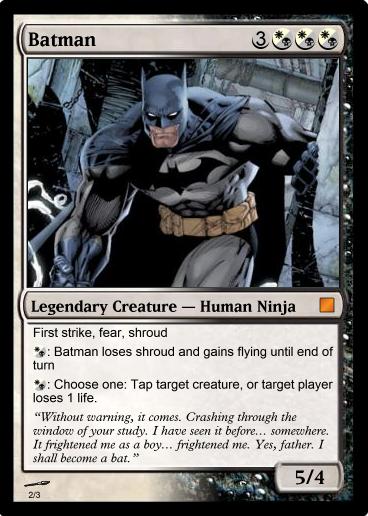 Batman 3
Legendary Creature — Human Ninja
First strike, fear, shroud
: Batman loses shroud and gains flying until end of
turn
: Choose one: Tap target creature, or target player
loses 1 life.
“Without warning, it comes. Crashing through the
window of your study. I have seen it before... somewhere.
It frightened me as a boy... frightened me. Yes, father. I
shall become a bat.”
5/4
2/3